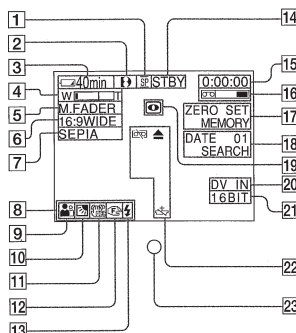 1
2
3
4
5
6
7
8
9
10
11
12
13
14
15
16
17
18
19
20
21
22
23
40min
SP
STBY
0:00:00
W T
M.FADER
16:9WIDE
SEPIA
ZERO SET
MEMORY
DATE 01
SEARCH
DV IN
16BIT